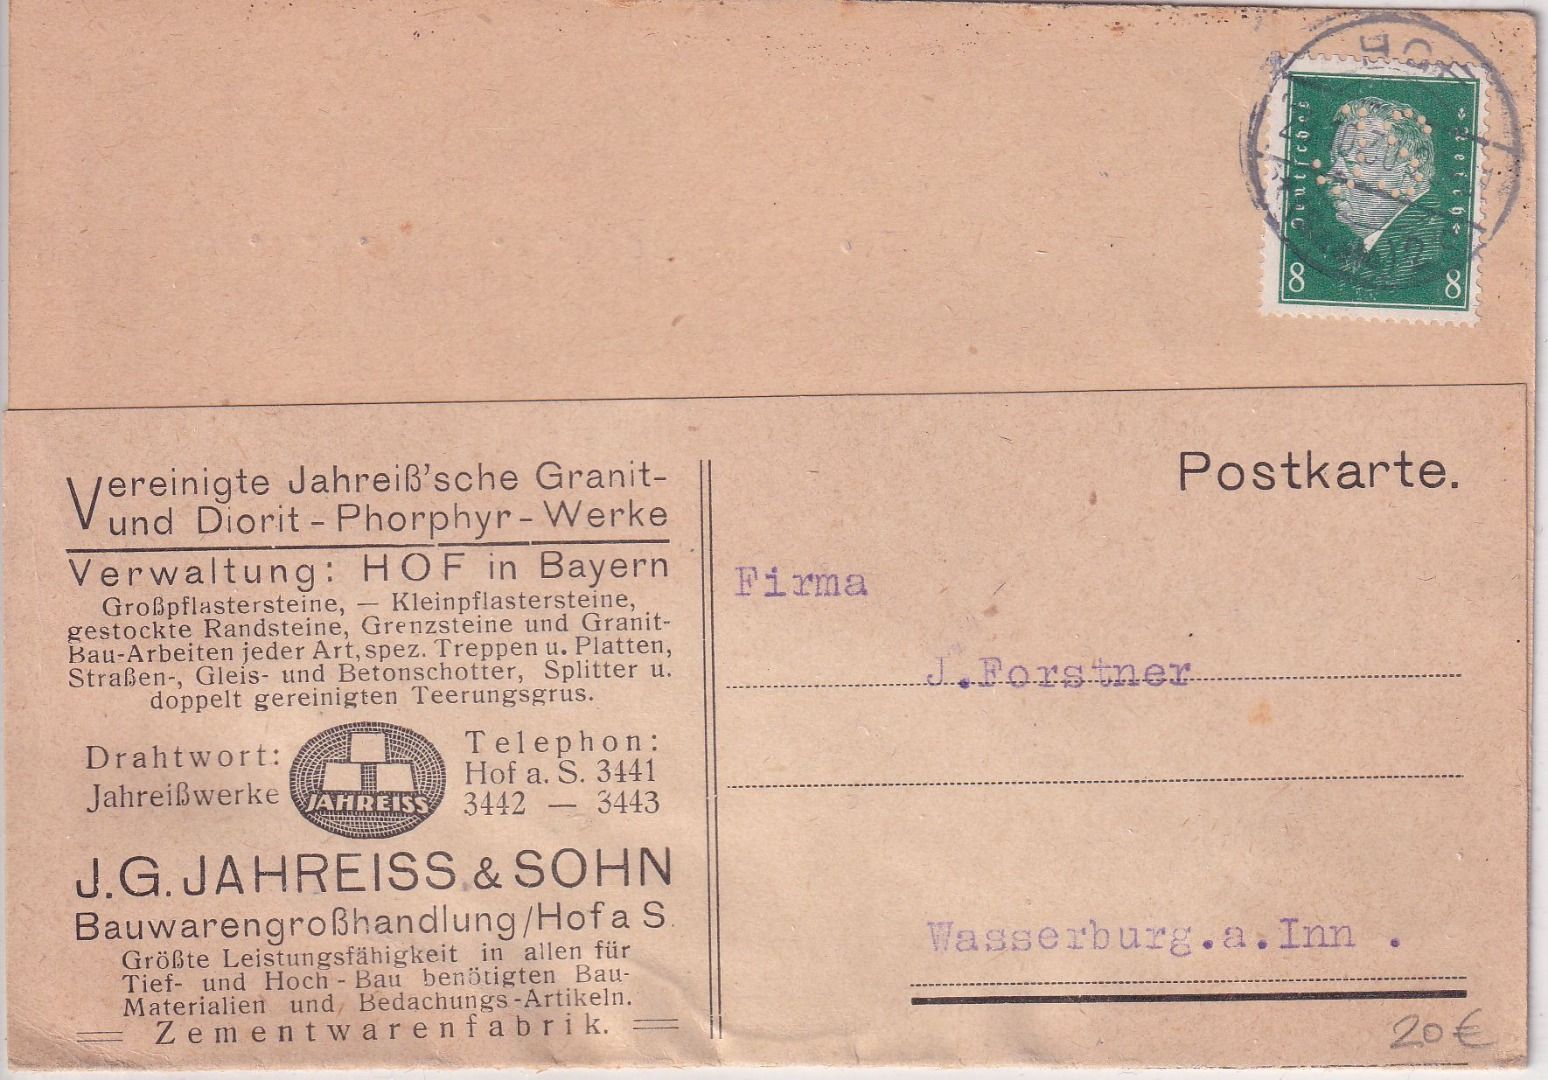 HO
Deutsches Reich
8 8
Postkarte.
Vereinigte Jahreiß'sche Granit-
und Diorit-Phorphyr-Werke
Verwaltung: HOF in Bayern
Großpflastersteine, — Kleinpflastersteine,
gestockte Randsteine, Grenzsteine und Granit-
Bau-Arbeiten jeder Art, spez. Treppen u. Platten,
Straßen-, Gleis- und Betonschotter, Splitter u.
doppelt gereinigten Teerungsgrus.
Drahtwort:
Jahreißwerke
JAHREISS
Telephon:
Hof a. S. 3441
3442 — 3443
J.G. JAHREISS & SOHN
Bauwarengroßhandlung/Hof a S.
Größte Leistungsfähigkeit in allen für
Tief- und Hoch-Bau benötigten Bau-
Materialien und Bedachungs-Artikeln.
Zementwarenfabrik.
Firma
J.Forstner
Wasserburg.a.Inn .
20€